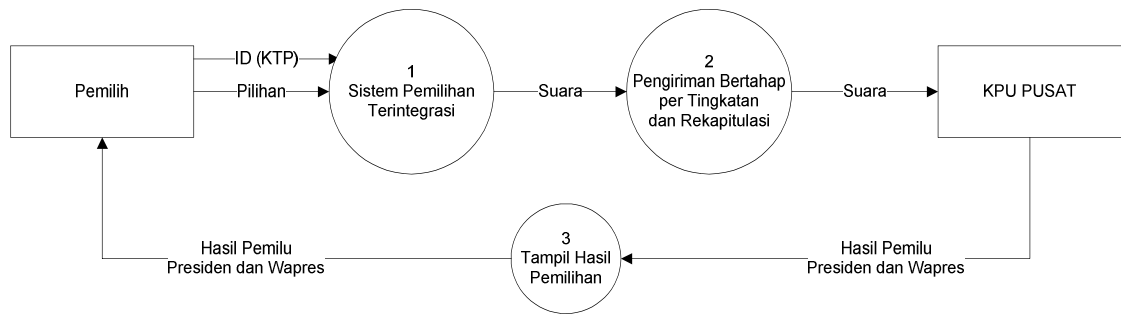 Pemilih
ID (KTP)
Pilihan
1
Sistem Pemilihan
Terintegrasi
Suara
2
Pengiriman Bertahap
per Tingkatan
dan Rekapitulasi
Suara
KPU PUSAT
Hasil Pemilu
Presiden dan Wapres
3
Tampil Hasil
Pemilihan
Hasil Pemilu
Presiden dan Wapres